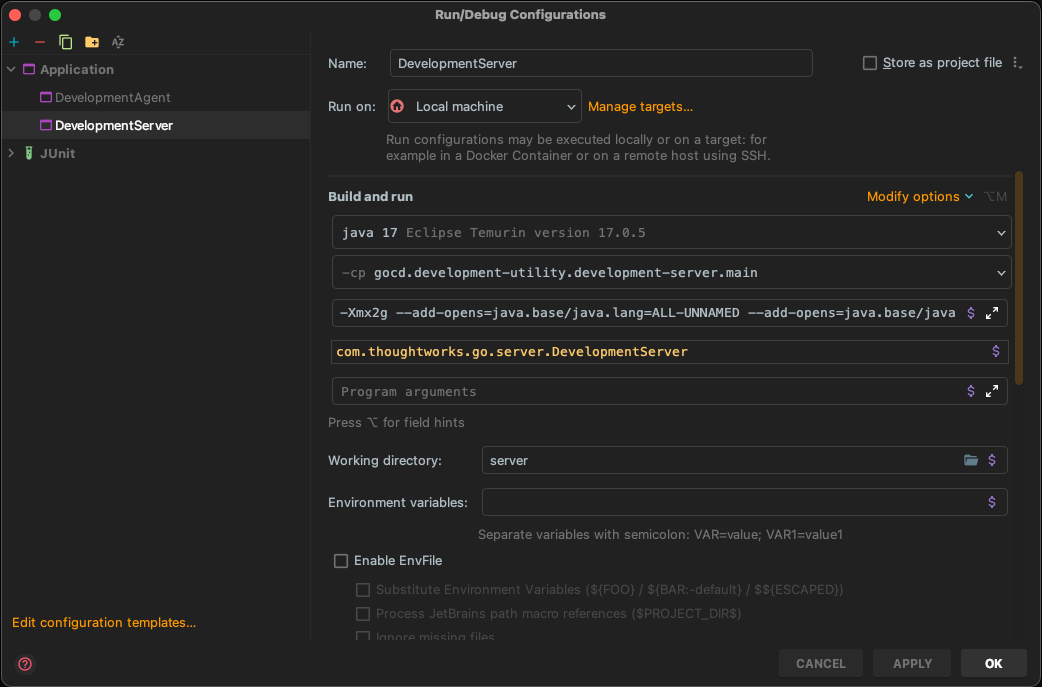 Run/Debug Configurations
Application
DevelopmentAgent
DevelopmentServer
JUnit
Edit configuration templates...
Name: DevelopmentServer Store as project file
Run on: Local machine Manage targets...
Run configurations may be executed locally or on a target: for
example in a Docker Container or on a remote host using SSH.
Build and run Modify options ⌥M
java 17 Eclipse Temurin version 17.0.5
-cp gocd.development-utility.development-server.main
-Xmx2g --add-opens=java.base/java.lang=ALL-UNNAMED --add-opens=java.base/java $
com.thoughtworks.go.server.DevelopmentServer $
Program arguments $
Press ⌥ for field hints
Working directory: server $
Environment variables: $
Separate variables with semicolon: VAR=value; VAR1=value1
Enable EnvFile
Substitute Environment Variables (${FOO} / ${BAR:-default} / $${ESCAPED})
Process JetBrains path macro references ($PROJECT_DIR$)
Ignore missing files
? CANCEL APPLY OK